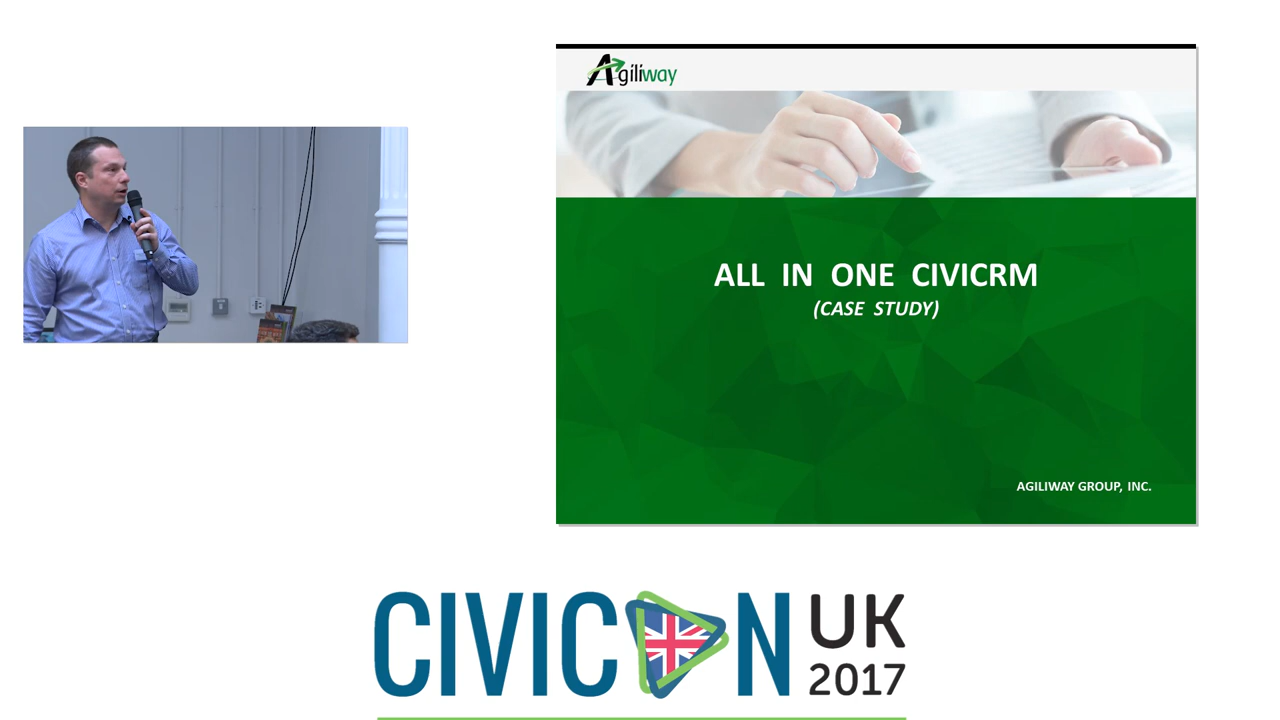 Agiliway
ALL IN ONE CIVICRM
(CASE STUDY)
AGILIWAY GROUP, INC.
CIVICON UK
2017